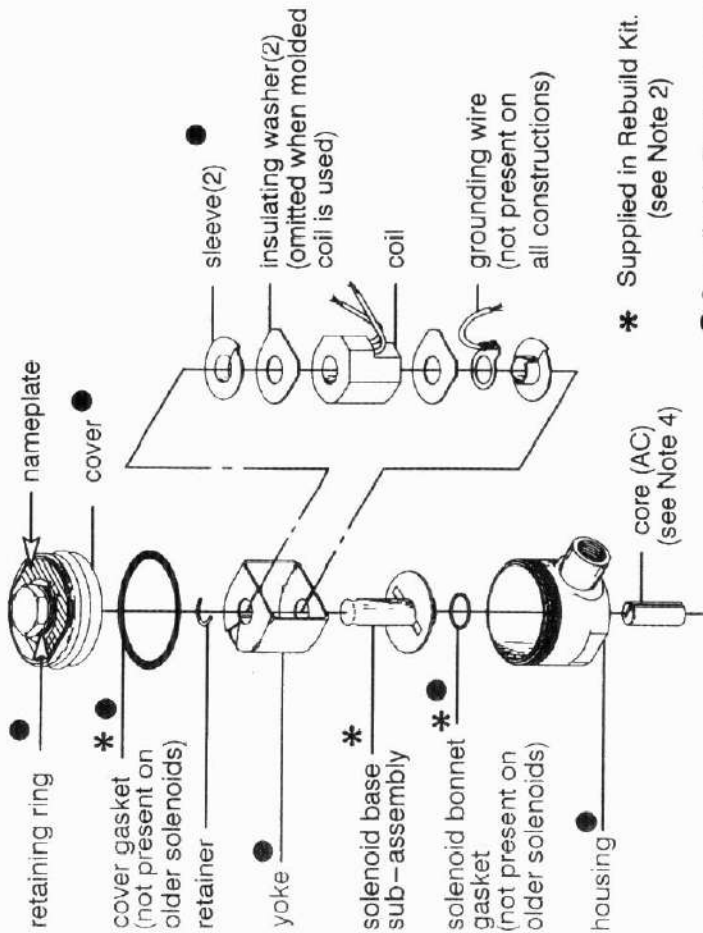 retaining ring
nameplate
cover
cover gasket
(not present on
older solenoids)
*
retainer
yoke
solenoid base
sub-assembly
*
solenoid bonnet
gasket
(not present on
older solenoids)
*
housing
core (AC)
(see Note 4)
sleeve(2)
insulating washer(2)
(omitted when molded
coil is used)
coil
grounding wire
(not present on
all constructions)
* Supplied in Rebuild Kit.
(see Note 2)